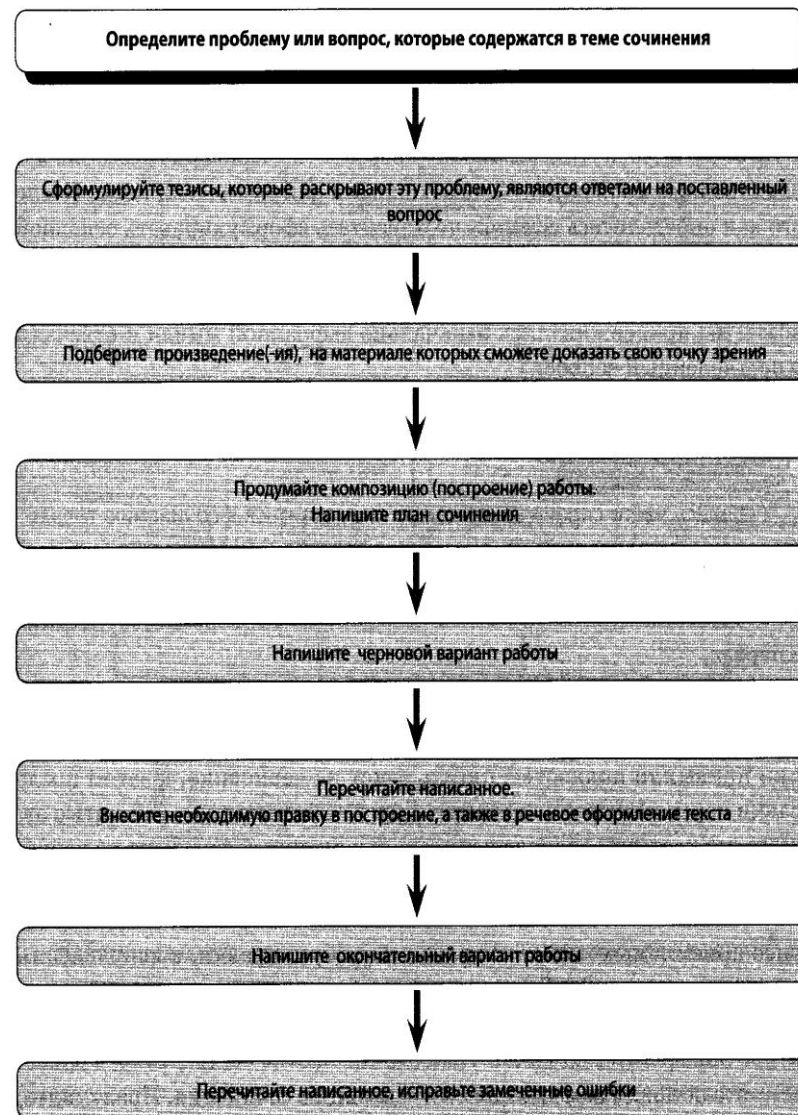 Определите проблему или вопрос, которые содержатся в теме сочинения
Сформулируйте тезисы, которые раскрывают эту проблему, являются ответами на поставленный
вопрос
Подберите произведение(-ия), на материале которых сможете доказать свою точку зрения
Продумайте композицию (построение) работы.
Напишите план сочинения
Напишите черновой вариант работы
Перечитайте написанное.
Внесите необходимую правку в построение, а также в речевое оформление текста
Напишите окончательный вариант работы
Перечитайте написанное, исправьте замеченные ошибки